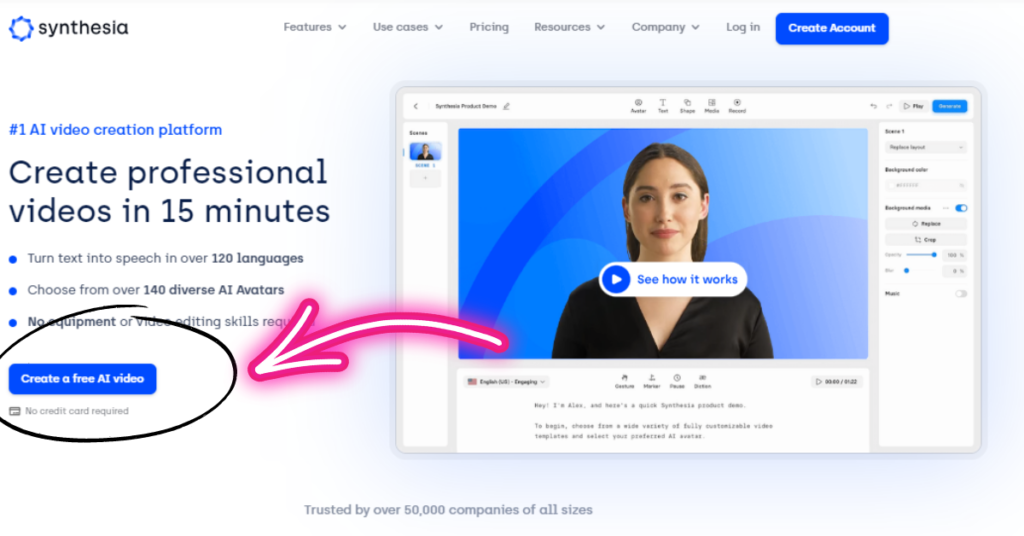 synthesia
Features
Use cases
Pricing
Resources
Company
Log in
Create Account
#1 AI video creation platform
Create professional
videos in 15 minutes
Turn text into speech in over 120 languages
Choose from over 140 diverse AI Avatars
No equipment or video editing skills
Create a free AI video
No credit card required
Synthesia Product Demo
Avatar
Text
Shape
Media
Record
Play
Generate
Scenes
SCENE 1
See how it works
Scene 1
Replace layout
Background color
Background media
Replace
Crop
Opacity
100 %
Blur
0 %
Music
English (US) - Engaging
Gesture
Marker
Pause
Diction
00:00 / 01:22
Hey! I'm Alex, and here's a quick Synthesia product demo.
To begin, choose from a wide variety of fully customizable video
templates and select your preferred AI avatar.
Trusted by over 50,000 companies of all sizes